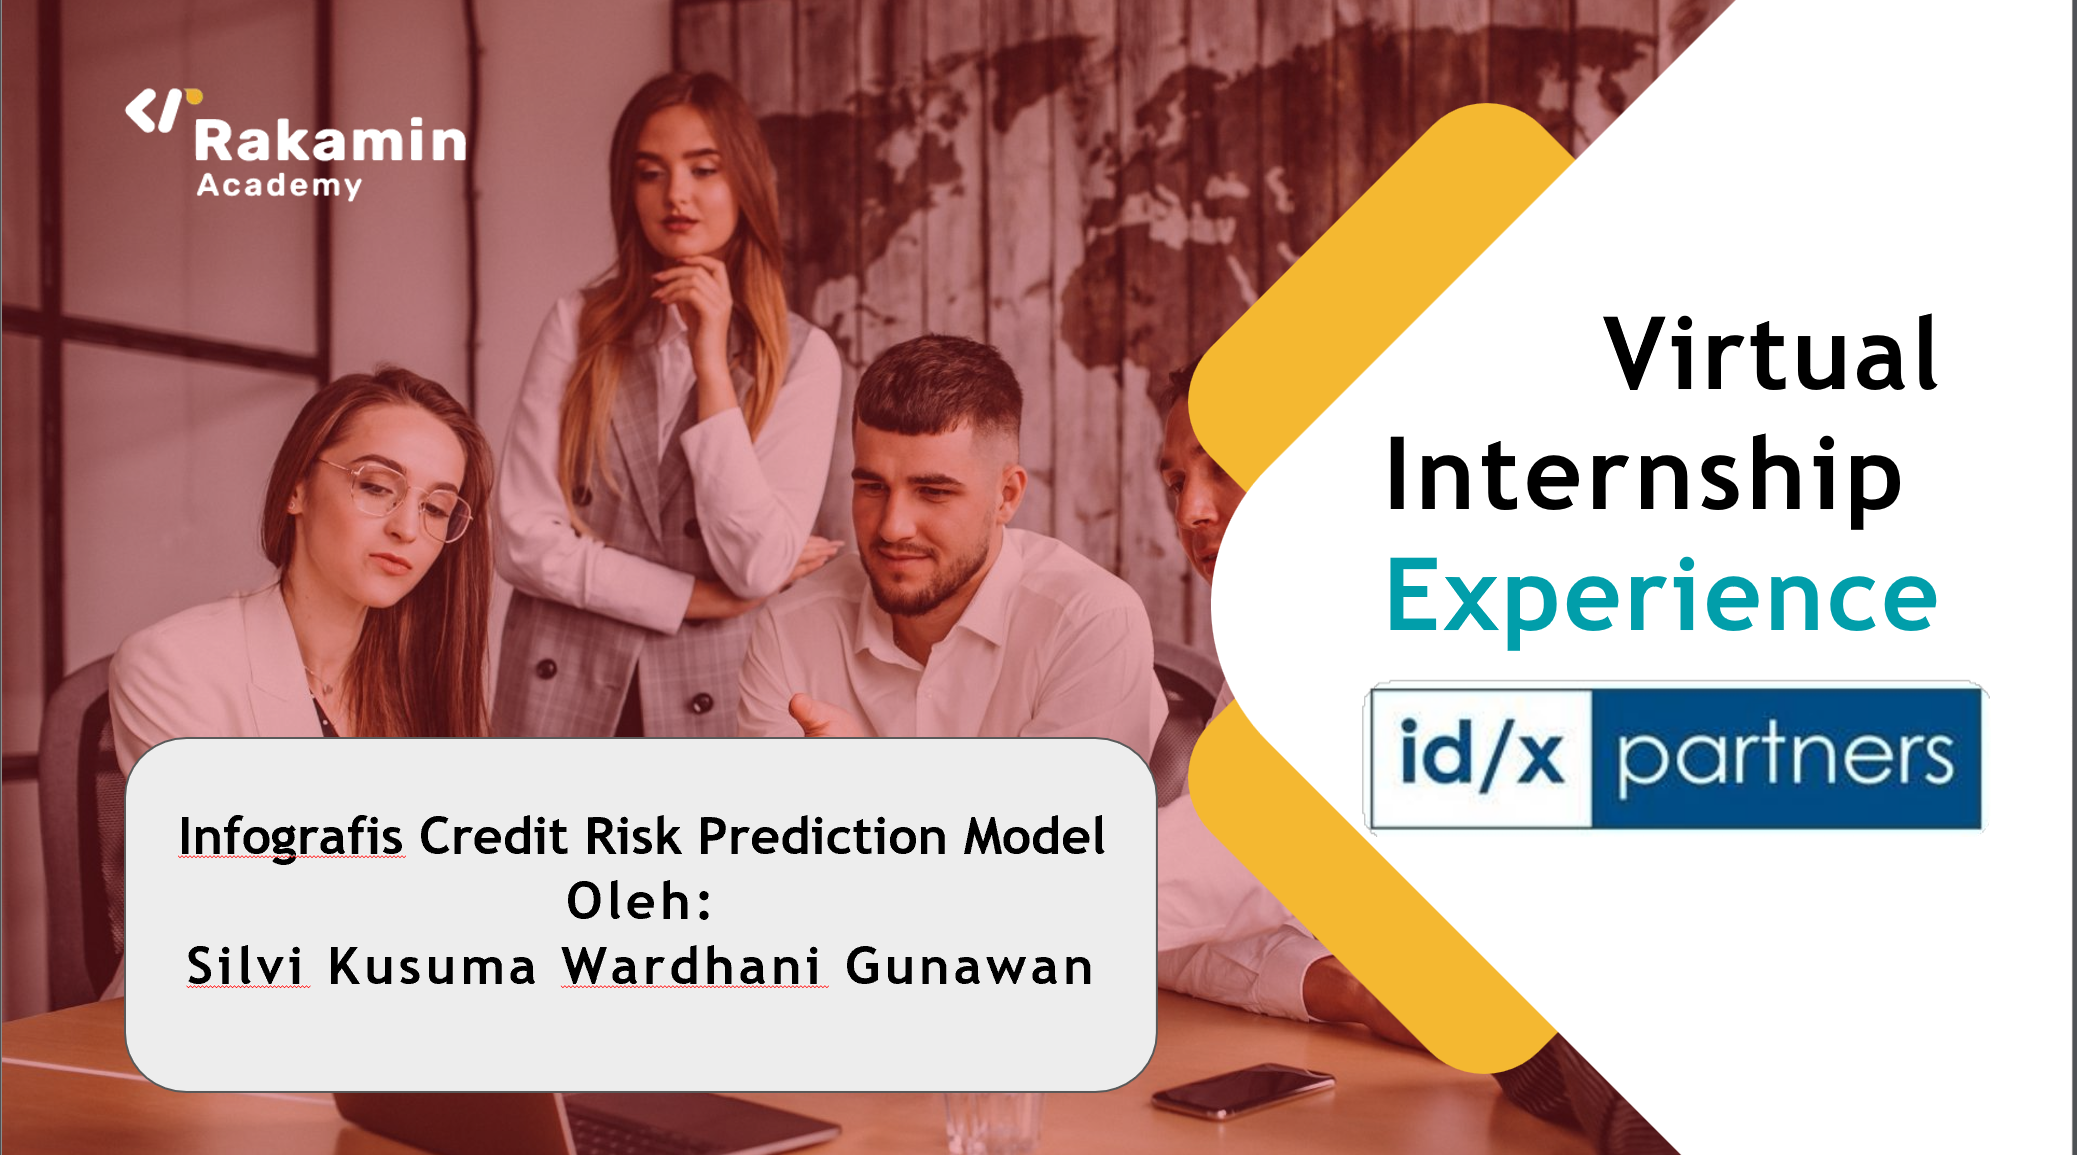 Rakamin
Academy
Virtual
Internship
Experience
id/x partners
Infografis Credit Risk Prediction Model
Oleh:
Silvi Kusuma Wardhani Gunawan